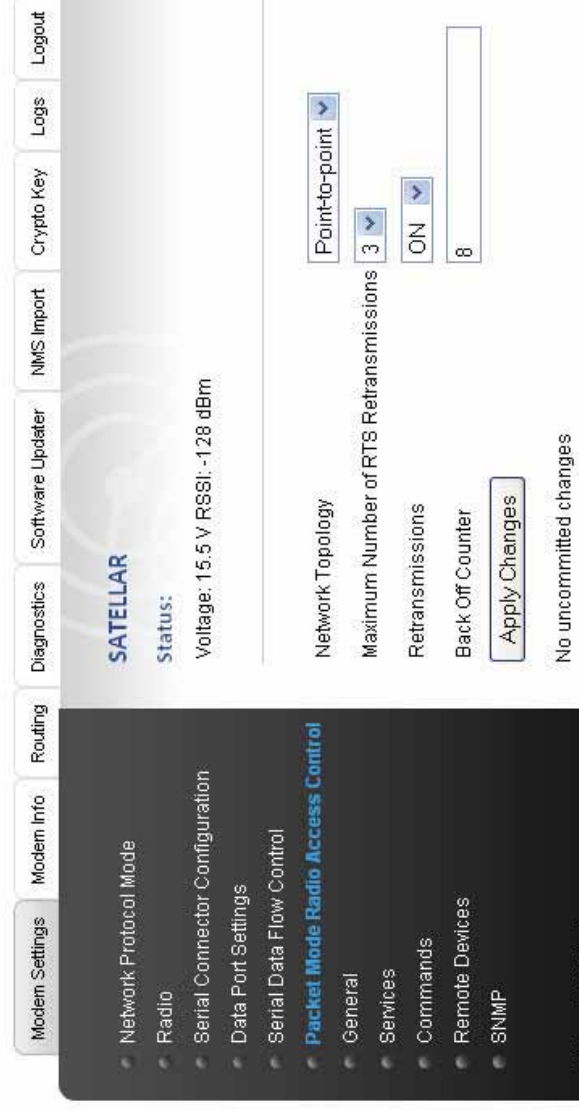 Modem Settings Modem Info Routing Diagnostics Software Updater NMS Import Crypto Key Logs Logout
Network Protocol Mode
Radio
Serial Connector Configuration
Data Port Settings
Serial Data Flow Control
Packet Mode Radio Access Control
General
Services
Commands
Remote Devices
SNMP
SATELLAR
Status:
Voltage: 15.5 V RSSI: -128 dBm
Network Topology Point-to-point
Maximum Number of RTS Retransmissions 3
Retransmissions ON
Back Off Counter 8
Apply Changes
No uncommitted changes